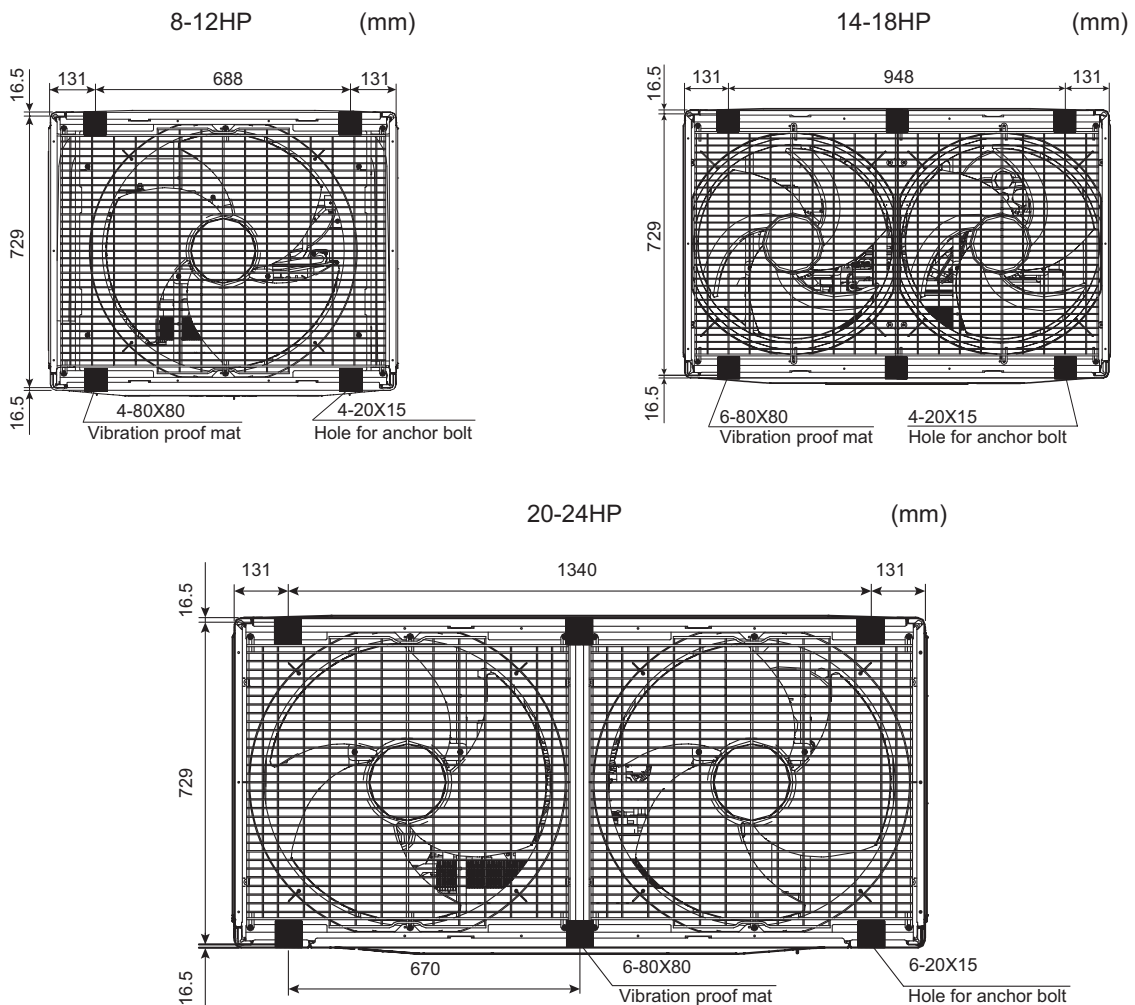 8-12HP (mm)
14-18HP (mm)
16.5
131 688 131
729
16.5
4-80X80
Vibration proof mat
4-20X15
Hole for anchor bolt
16.5
131 948 131
729
16.5
6-80X80
Vibration proof mat
4-20X15
Hole for anchor bolt
20-24HP (mm)
16.5
131 1340 131
729
16.5
670
6-80X80
Vibration proof mat
6-20X15
Hole for anchor bolt